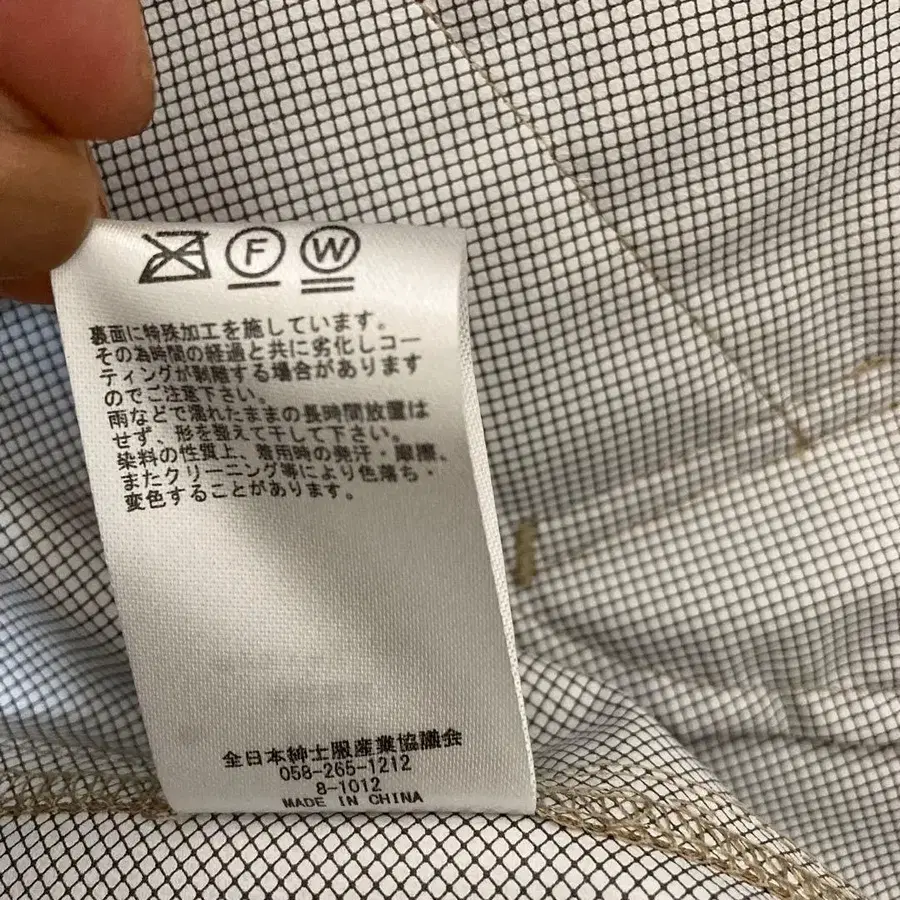 F W
裏面に特殊加工を施しています。
その為時間の経過と共に劣化しコー
ティングが剥離する場合があります
のでご注意下さい。
雨などで濡れたままの長時間放置は
せず、形を整えて干して下さい。
染料の性質上、着用時の発汗・摩擦、
またクリーニング等により色落ち・
変色することがあります。
全日本紳士服産業協議会
058-265-1212
8-1012
MADE IN CHINA